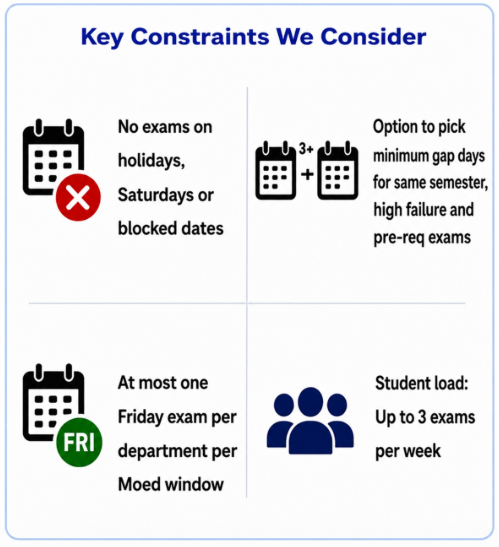 Key Constraints We Consider
No exams on
holidays,
Saturdays or
blocked dates
3+
+
Option to pick
minimum gap days
for same semester,
high failure and
pre-req exams
FRI
At most one
Friday exam per
department per
Moed window
Student load:
Up to 3 exams
per week